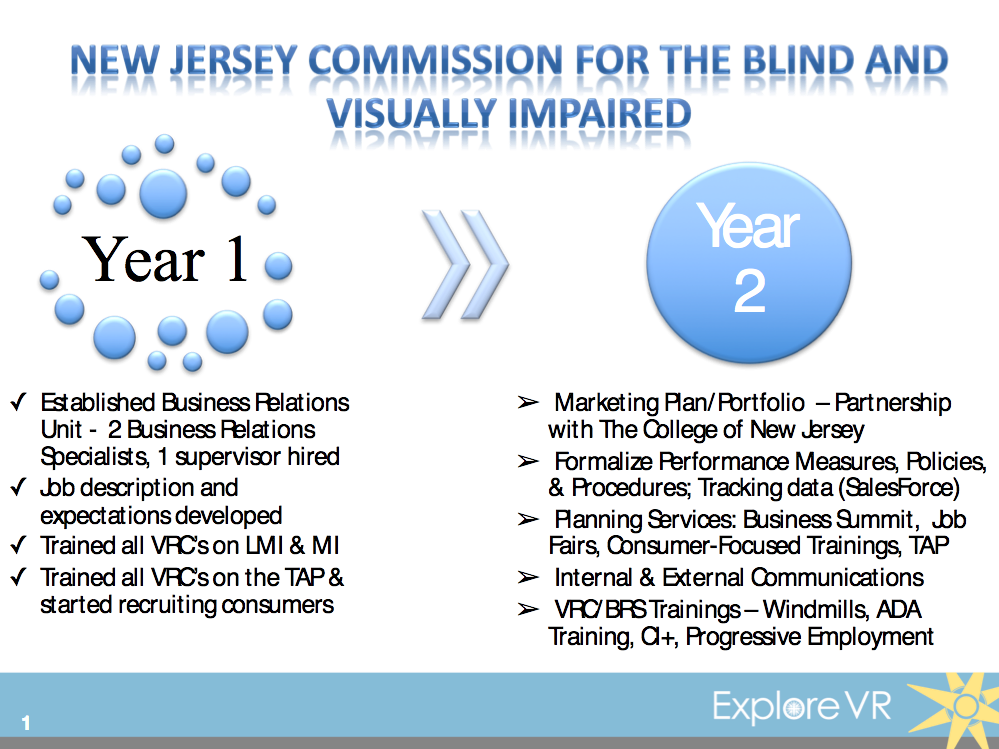 NEW JERSEY COMMISSION FOR THE BLIND AND
VISUALLY IMPAIRED
Year 1
✓ Established Business Relations
Unit - 2 Business Relations
Specialists, 1 supervisor hired
✓ Job description and
expectations developed
✓ Trained all VRC's on LMI & MI
✓ Trained all VRC's on the TAP &
started recruiting consumers
Year
2
➢ Marketing Plan/Portfolio – Partnership
with The College of New Jersey
➢ Formalize Performance Measures, Policies,
& Procedures; Tracking data (SalesForce)
➢ Planning Services: Business Summit, Job
Fairs, Consumer-Focused Trainings, TAP
➢ Internal & External Communications
➢ VRC/BRS Trainings – Windmills, ADA
Training, CI+, Progressive Employment
1
Explore VR